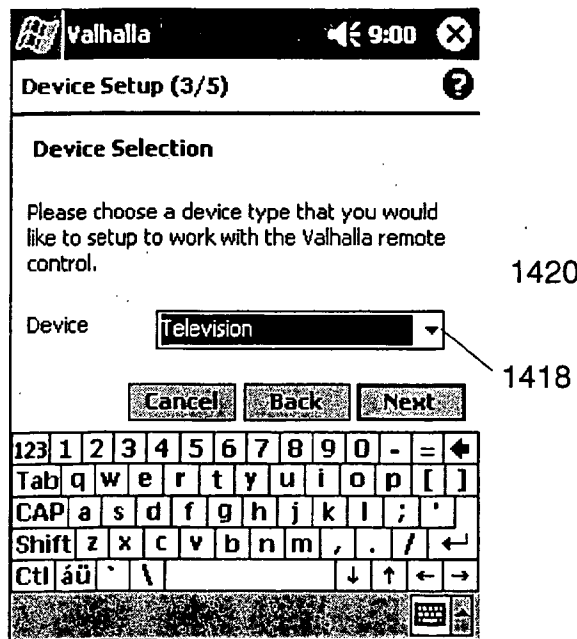 Valhalla 9:00
Device Setup (3/5)
Device Selection
Please choose a device type that you would
like to setup to work with the Valhalla remote
control.
1420
Device Television
1418
Cancel Back Next
123 1 2 3 4 5 6 7 8 9 0 - =
Tab q w e r t y u i o p [ ]
CAP a s d f g h j k l ; '
Shift z x c v b n m , . /
Ctl áü ` \